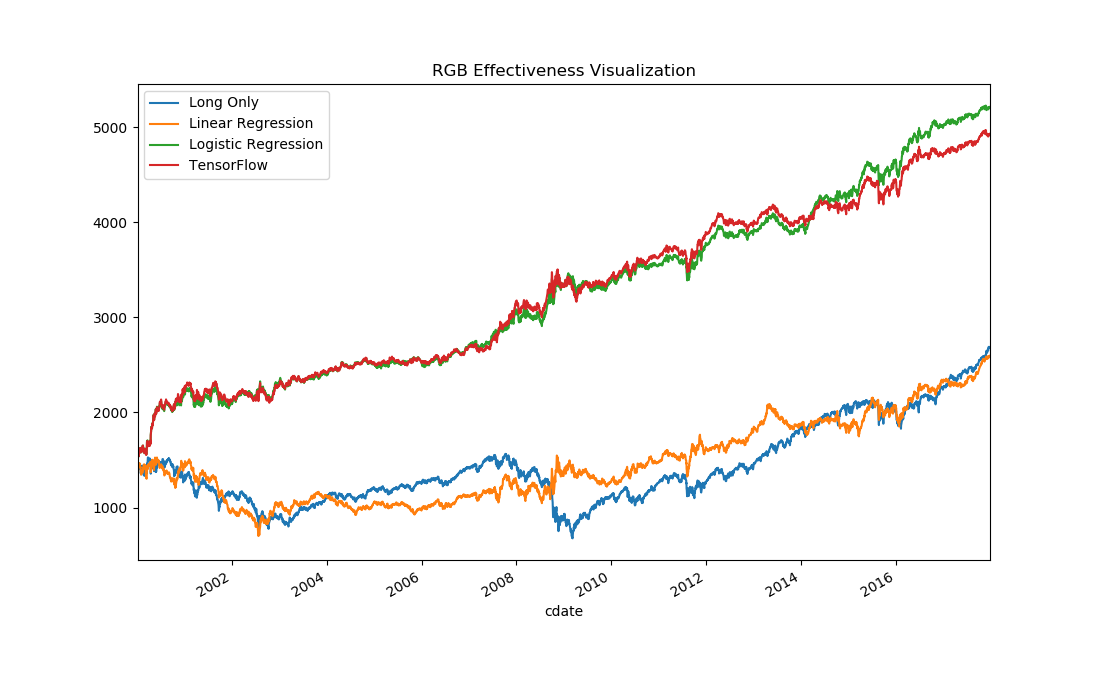 RGB Effectiveness Visualization
Long Only
Linear Regression
Logistic Regression
TensorFlow
5000
4000
3000
2000
1000
2002
2004
2006
2008
2010
2012
2014
2016
cdate